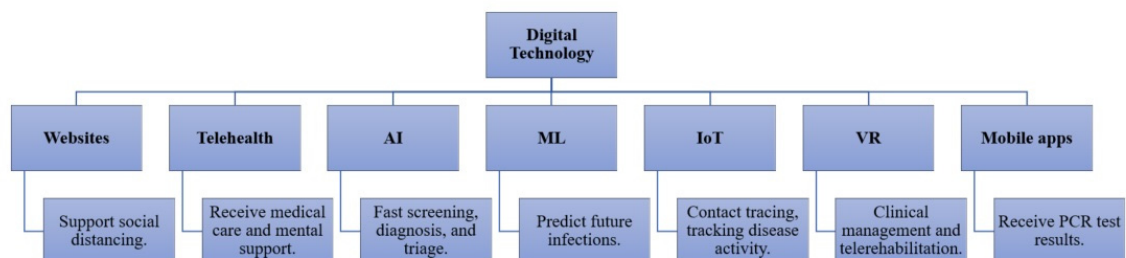 Digital
Technology
Websites
Telehealth
AI
ML
IoT
VR
Mobile apps
Support social
distancing.
Receive medical
care and mental
support.
Fast screening,
diagnosis, and
triage.
Predict future
infections.
Contact tracing,
tracking disease
activity.
Clinical
management and
telerehabilitation.
Receive PCR test
results.